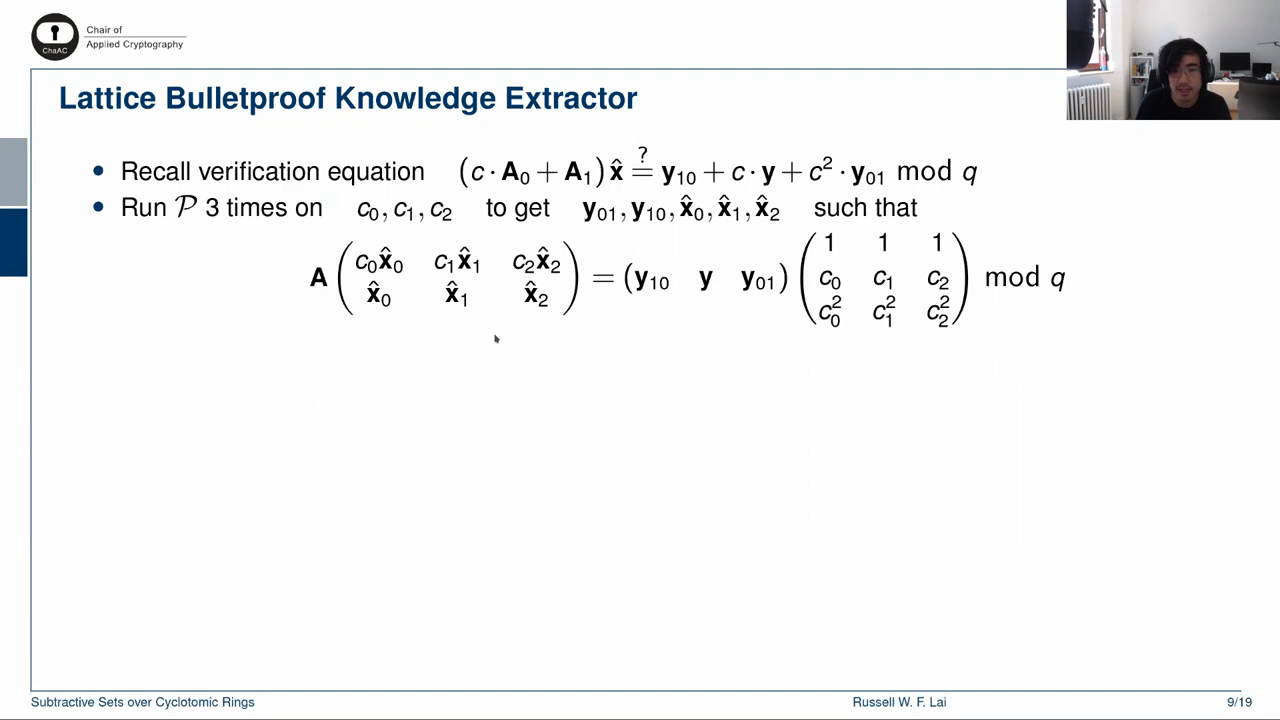 Chair of
Applied Cryptography
ChaAC
Lattice Bulletproof Knowledge Extractor
• Recall verification equation (c · A₀ + A₁) x̂ ≟ y₁₀ + c · y + c² · y₀₁ mod q
• Run 𝒫 3 times on c₀, c₁, c₂ to get y₀₁, y₁₀, x̂₀, x̂₁, x̂₂ such that
A ( c₀x̂₀ c₁x̂₁ c₂x̂₂ ; x̂₀ x̂₁ x̂₂ ) = (y₁₀ y y₀₁) ( 1 1 1 ; c₀ c₁ c₂ ; c₀² c₁² c₂² ) mod q
Subtractive Sets over Cyclotomic Rings
Russell W. F. Lai
9/19